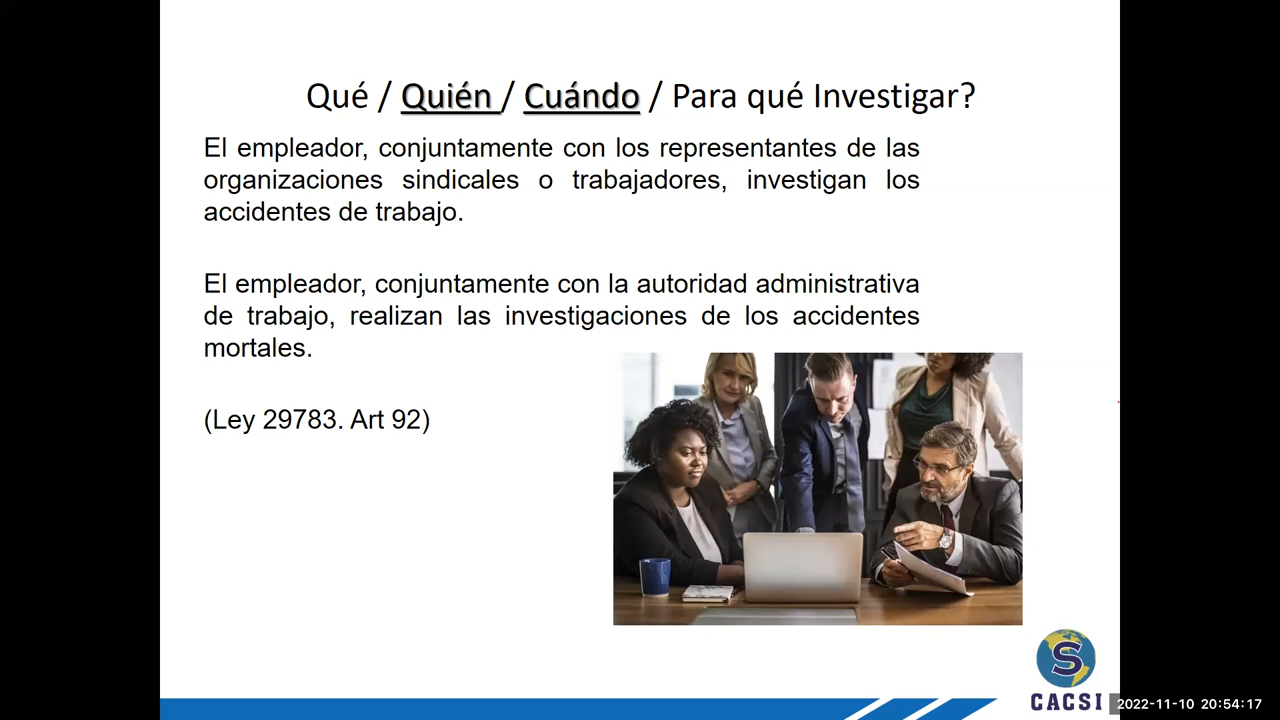 Qué / Quién / Cuándo / Para qué Investigar?
El empleador, conjuntamente con los representantes de las
organizaciones sindicales o trabajadores, investigan los
accidentes de trabajo.
El empleador, conjuntamente con la autoridad administrativa
de trabajo, realizan las investigaciones de los accidentes
mortales.
(Ley 29783. Art 92)
S
CACSI
2022-11-10 20:54:17